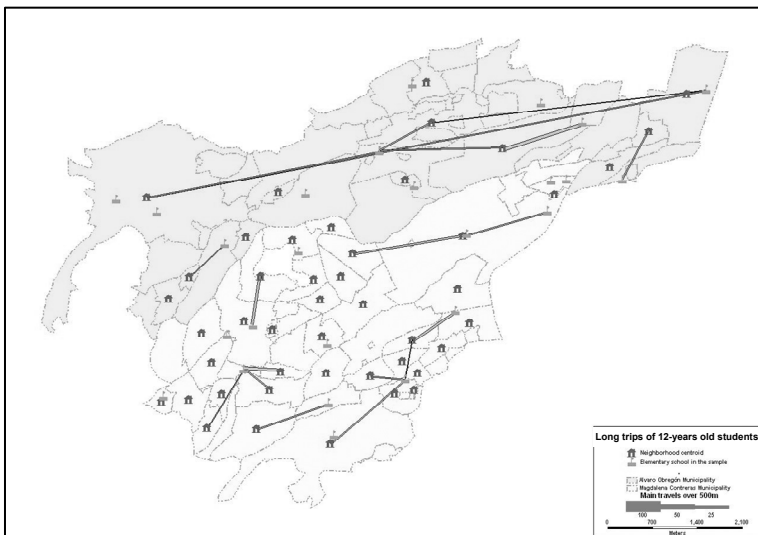 Long trips of 12-years old students
Neighborhood centroid
Elementary school in the sample
Alvaro Obregón Municipality
Magdalena Contreras Municipality
Main travels over 500m
100 50 25
0 700 1,400 2,100
Meters